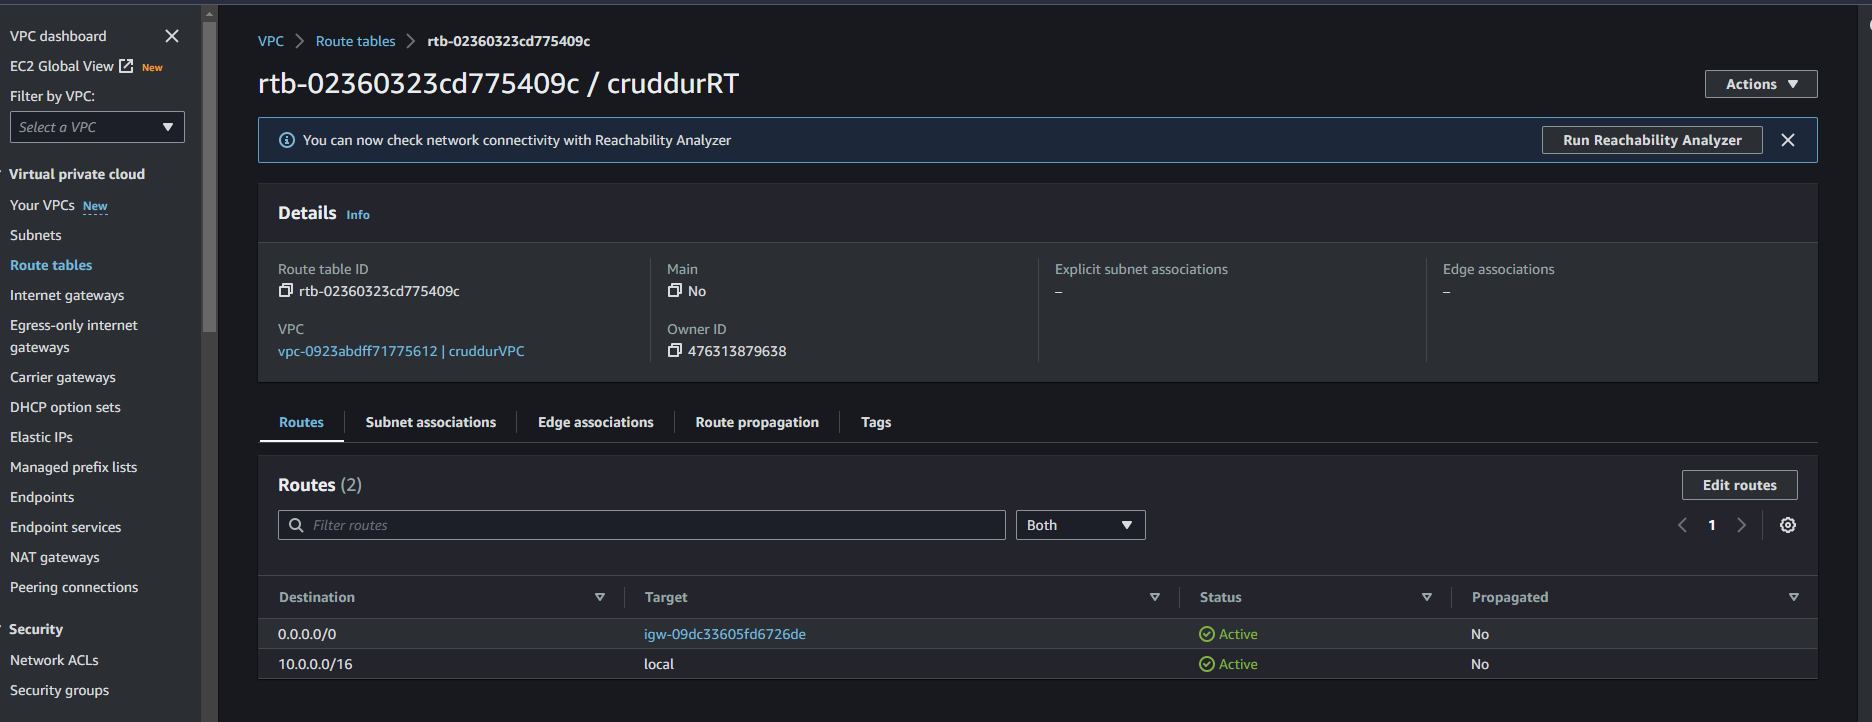 VPC dashboard
EC2 Global View New
Filter by VPC:
Select a VPC
Virtual private cloud
Your VPCs New
Subnets
Route tables
Internet gateways
Egress-only internet
gateways
Carrier gateways
DHCP option sets
Elastic IPs
Managed prefix lists
Endpoints
Endpoint services
NAT gateways
Peering connections
Security
Network ACLs
Security groups
VPC > Route tables > rtb-02360323cd775409c
rtb-02360323cd775409c / cruddurRT
Actions
You can now check network connectivity with Reachability Analyzer
Run Reachability Analyzer
Details Info
Route table ID
rtb-02360323cd775409c
Main
No
Explicit subnet associations
–
Edge associations
–
VPC
vpc-0923abdff71775612 | cruddurVPC
Owner ID
476313879638
Routes Subnet associations Edge associations Route propagation Tags
Routes (2)
Edit routes
Filter routes
Both
1
Destination Target Status Propagated
0.0.0.0/0 igw-09dc33605fd6726de Active No
10.0.0.0/16 local Active No